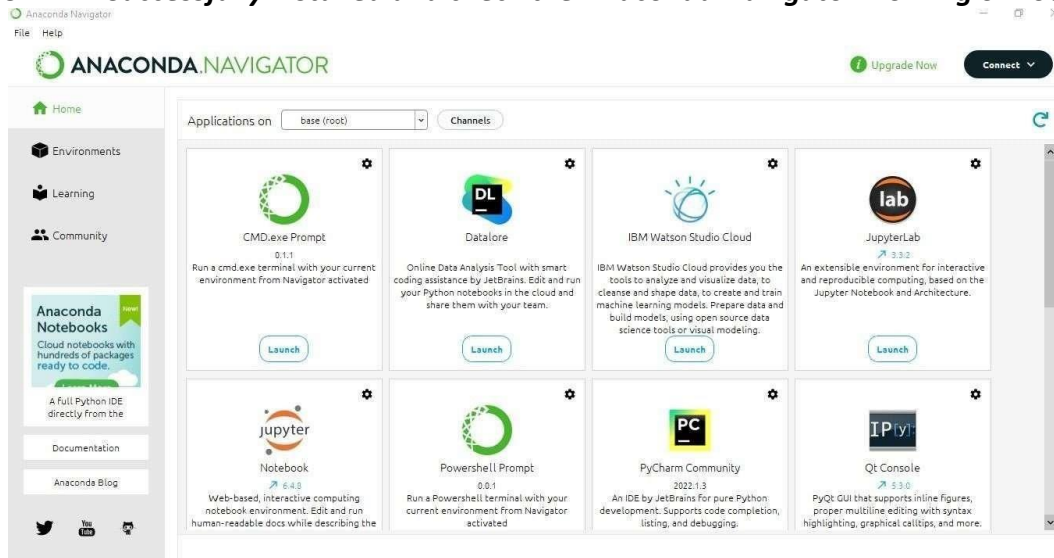 Anaconda Navigator
File Help
ANACONDA.NAVIGATOR
Upgrade Now
Connect
Home
Environments
Learning
Community
Anaconda Notebooks
New!
Cloud notebooks with
hundreds of packages
ready to code.
Learn More
A full Python IDE
directly from the
Documentation
Anaconda Blog
You
Tube
Applications on base (root) Channels
CMD.exe Prompt
0.1.1
Run a cmd.exe terminal with your current
environment from Navigator activated
Launch
DL
Datalore
Online Data Analysis Tool with smart
coding assistance by JetBrains. Edit and run
your Python notebooks in the cloud and
share them with your team.
Launch
IBM Watson Studio Cloud
IBM Watson Studio Cloud provides you the
tools to analyze and visualize data, to
cleanse and shape data, to create and train
machine learning models. Prepare data and
build models, using open source data
science tools or visual modeling.
Launch
lab
JupyterLab
3.3.2
An extensible environment for interactive
and reproducible computing, based on the
Jupyter Notebook and Architecture.
Launch
jupyter
Notebook
6.4.8
Web-based, interactive computing
notebook environment. Edit and run
human-readable docs while describing the
Powershell Prompt
0.0.1
Run a Powershell terminal with your
current environment from Navigator
activated
PC
PyCharm Community
2022.1.3
An IDE by JetBrains for pure Python
development. Supports code completion,
listing, and debugging.
IP[y]:
Qt Console
5.3.0
PyQt GUI that supports inline figures,
proper multiline editing with syntax
highlighting, graphical calltips, and more.